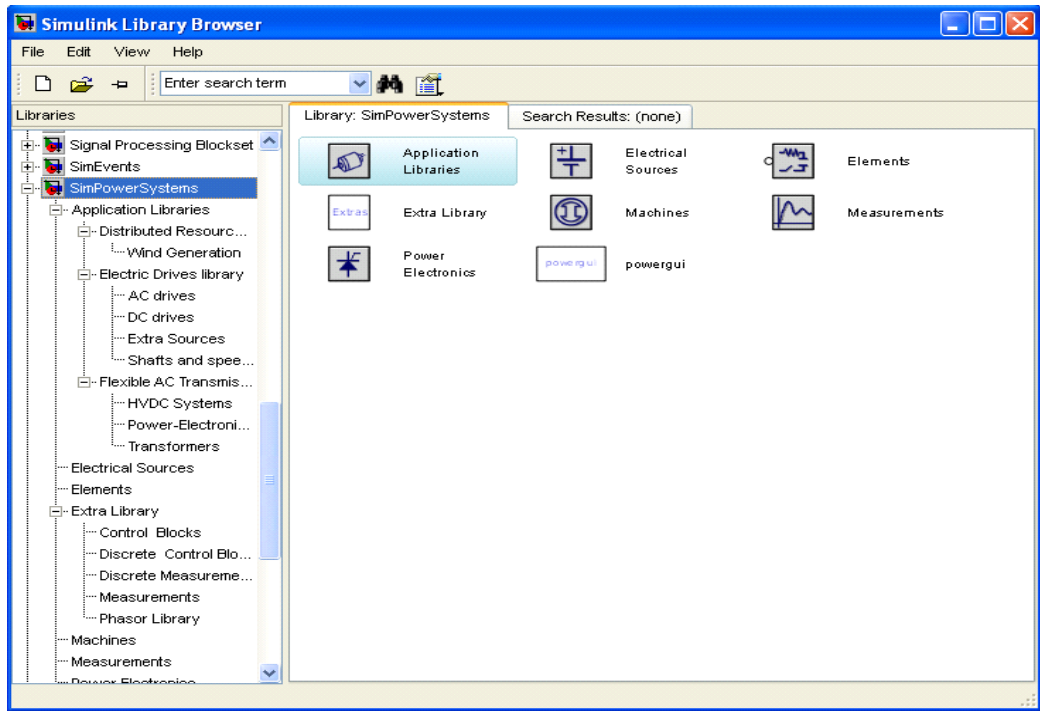 Simulink Library Browser
File Edit View Help
Enter search term
Libraries
Library: SimPowerSystems Search Results: (none)
Signal Processing Blockset
SimEvents
SimPowerSystems
Application Libraries
Distributed Resourc...
Wind Generation
Electric Drives library
AC drives
DC drives
Extra Sources
Shafts and spee...
Flexible AC Transmis...
HVDC Systems
Power-Electroni...
Transformers
Electrical Sources
Elements
Extra Library
Control Blocks
Discrete Control Blo...
Discrete Measureme...
Measurements
Phasor Library
Machines
Measurements
Power Electronics
Application
Libraries
Electrical
Sources
Elements
Extras
Extra Library
Machines
Measurements
Power
Electronics
powergui
powergui